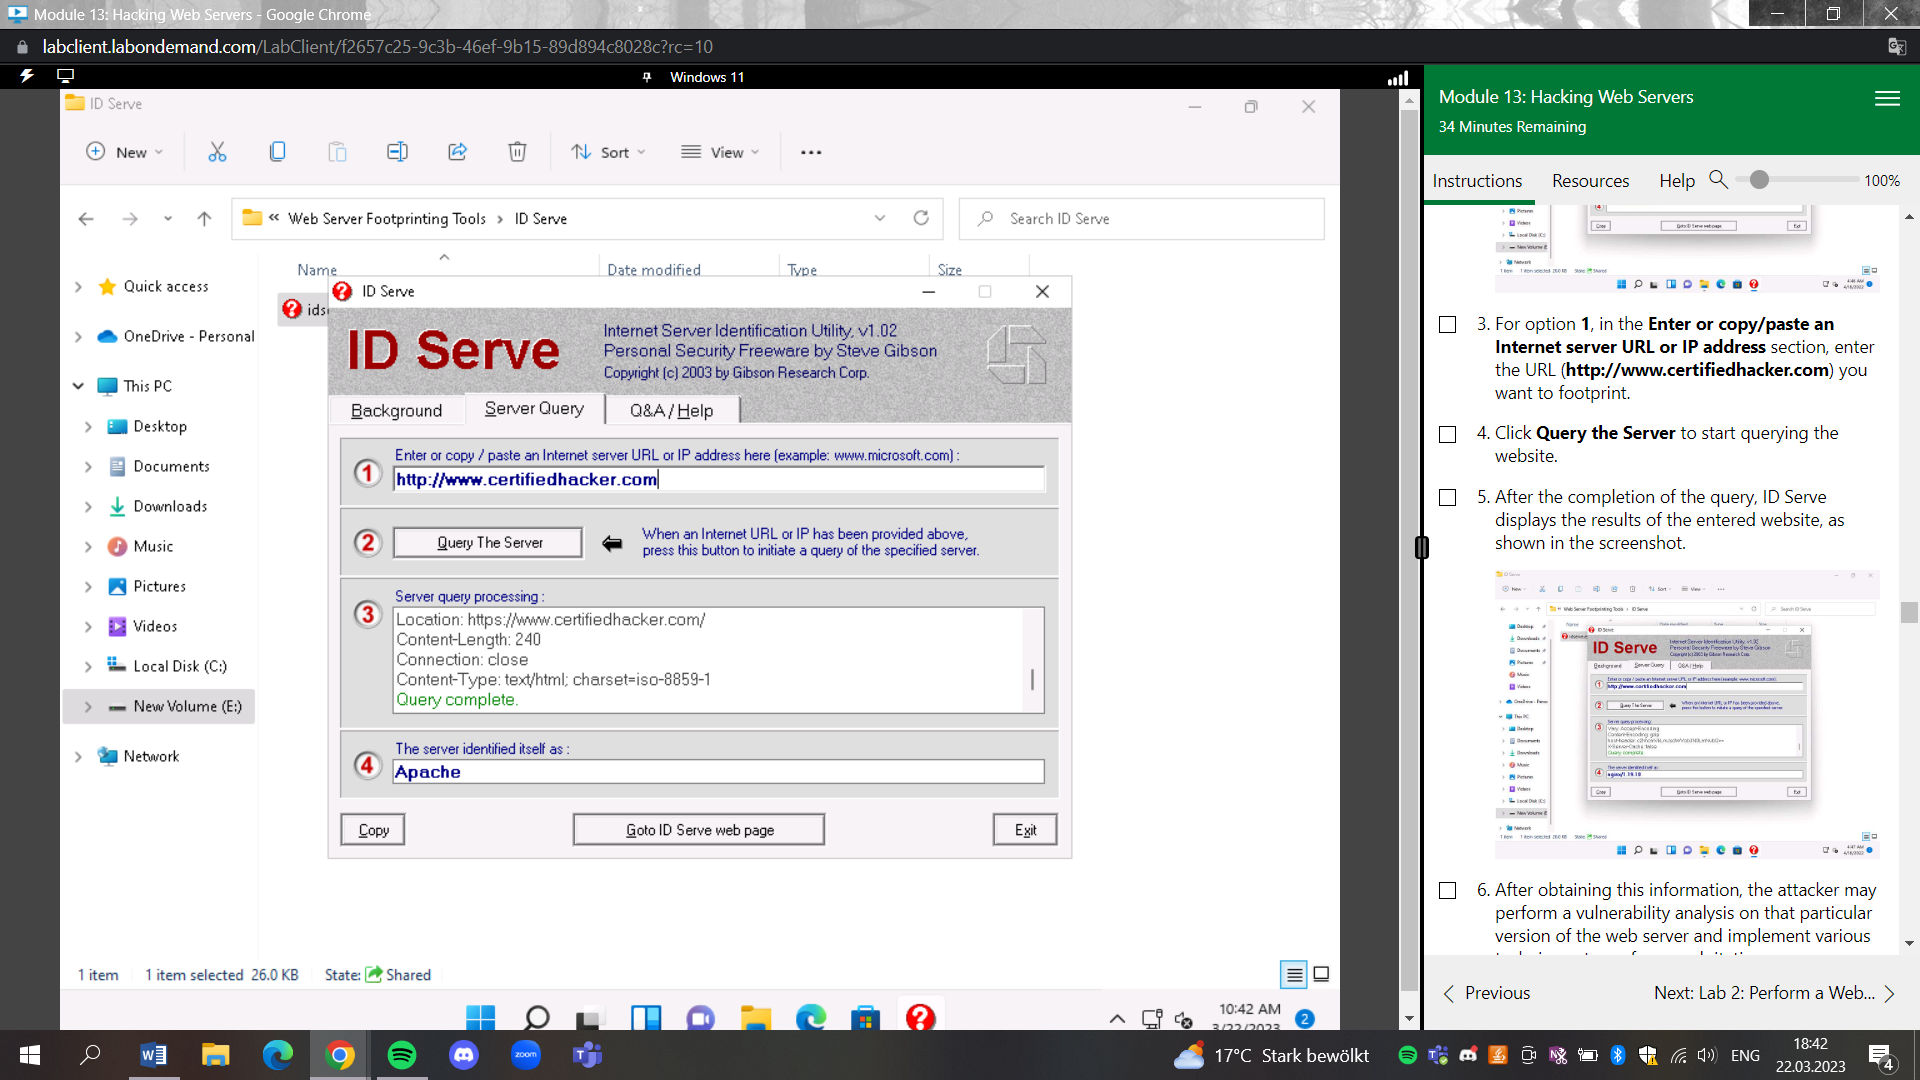 Module 13: Hacking Web Servers - Google Chrome
labclient.labondemand.com/LabClient/f2657c25-9c3b-46ef-9b15-89d894c8028c?rc=10
Windows 11
ID Serve
New
Sort
View
Web Server Footprinting Tools > ID Serve
Search ID Serve
Name
Date modified
Type
Size
Quick access
OneDrive - Personal
This PC
Desktop
Documents
Downloads
Music
Pictures
Videos
Local Disk (C:)
New Volume (E:)
Network
ID Serve
ID Serve
Internet Server Identification Utility, v1.02
Personal Security Freeware by Steve Gibson
Copyright (c) 2003 by Gibson Research Corp.
Background
Server Query
Q&A / Help
1
Enter or copy / paste an Internet server URL or IP address here (example: www.microsoft.com) :
http://www.certifiedhacker.com
2
Query The Server
When an Internet URL or IP has been provided above,
press this button to initiate a query of the specified server.
3
Server query processing :
Location: https://www.certifiedhacker.com/
Content-Length: 240
Connection: close
Content-Type: text/html; charset=iso-8859-1
Query complete.
4
The server identified itself as :
Apache
Copy
Goto ID Serve web page
Exit
1 item
1 item selected 26.0 KB
State: Shared
10:42 AM
3/22/2023
2
Module 13: Hacking Web Servers
34 Minutes Remaining
Instructions
Resources
Help
100%
3. For option 1, in the Enter or copy/paste an
Internet server URL or IP address section, enter
the URL (http://www.certifiedhacker.com) you
want to footprint.
4. Click Query the Server to start querying the
website.
5. After the completion of the query, ID Serve
displays the results of the entered website, as
shown in the screenshot.
ID Serve
6. After obtaining this information, the attacker may
perform a vulnerability analysis on that particular
version of the web server and implement various
Previous
Next: Lab 2: Perform a Web...
17°C Stark bewölkt
ENG
18:42
22.03.2023
4